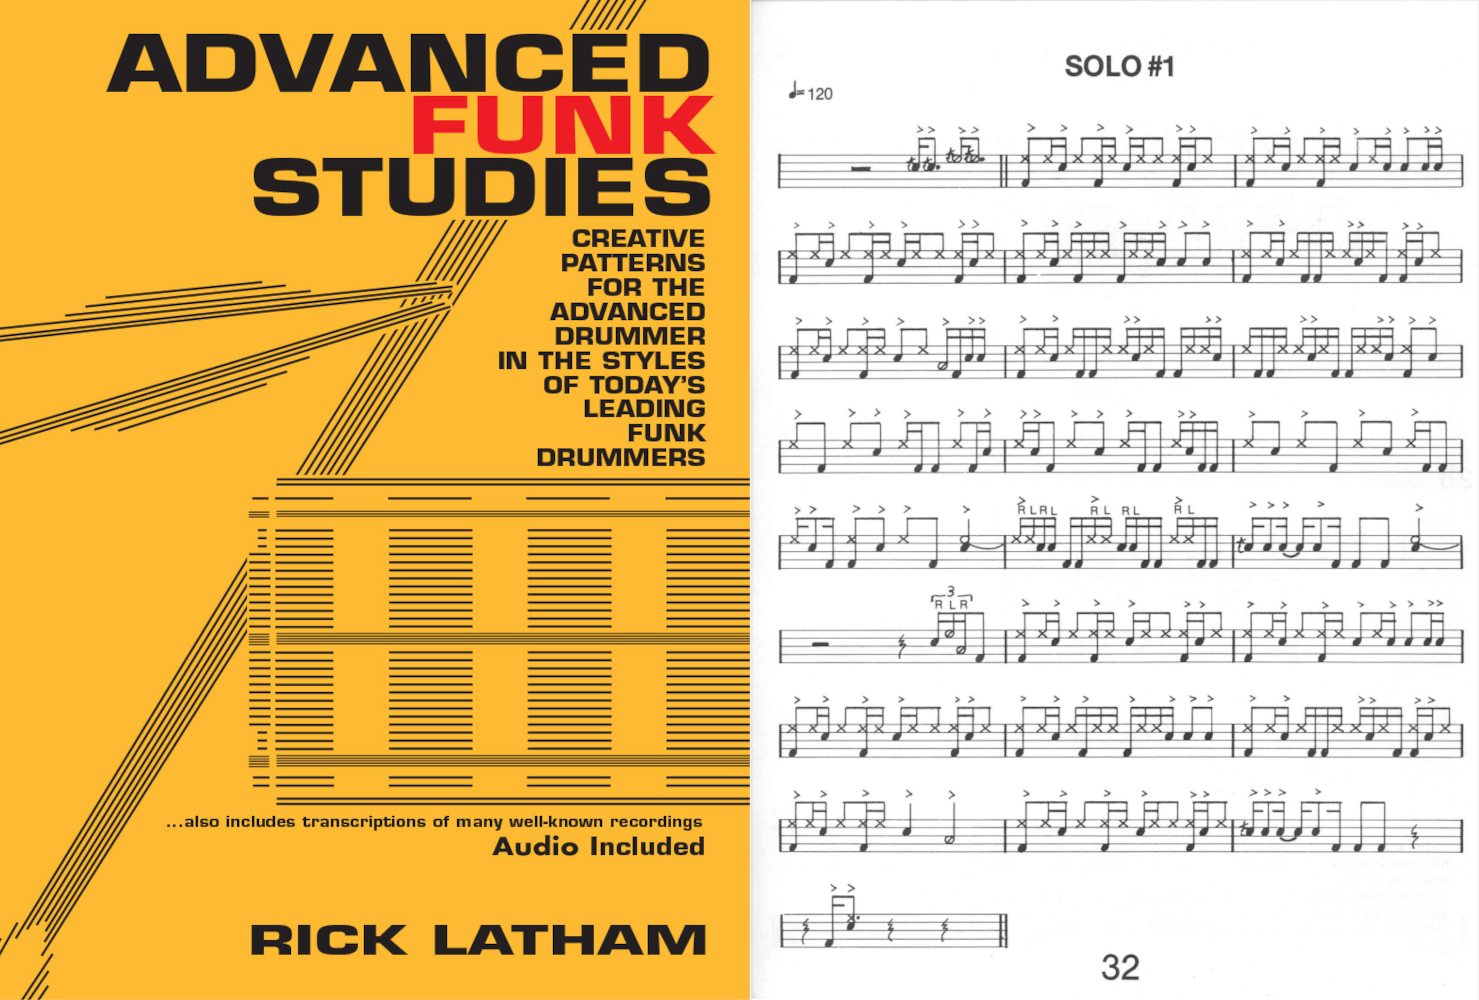 ADVANCED
FUNK
STUDIES
CREATIVE
PATTERNS
FOR THE
ADVANCED
DRUMMER
IN THE STYLES
OF TODAY'S
LEADING
FUNK
DRUMMERS
...also includes transcriptions of many well-known recordings
Audio Included
RICK LATHAM
SOLO #1
♩= 120
R L R L R L R L R L
3
R L R
32